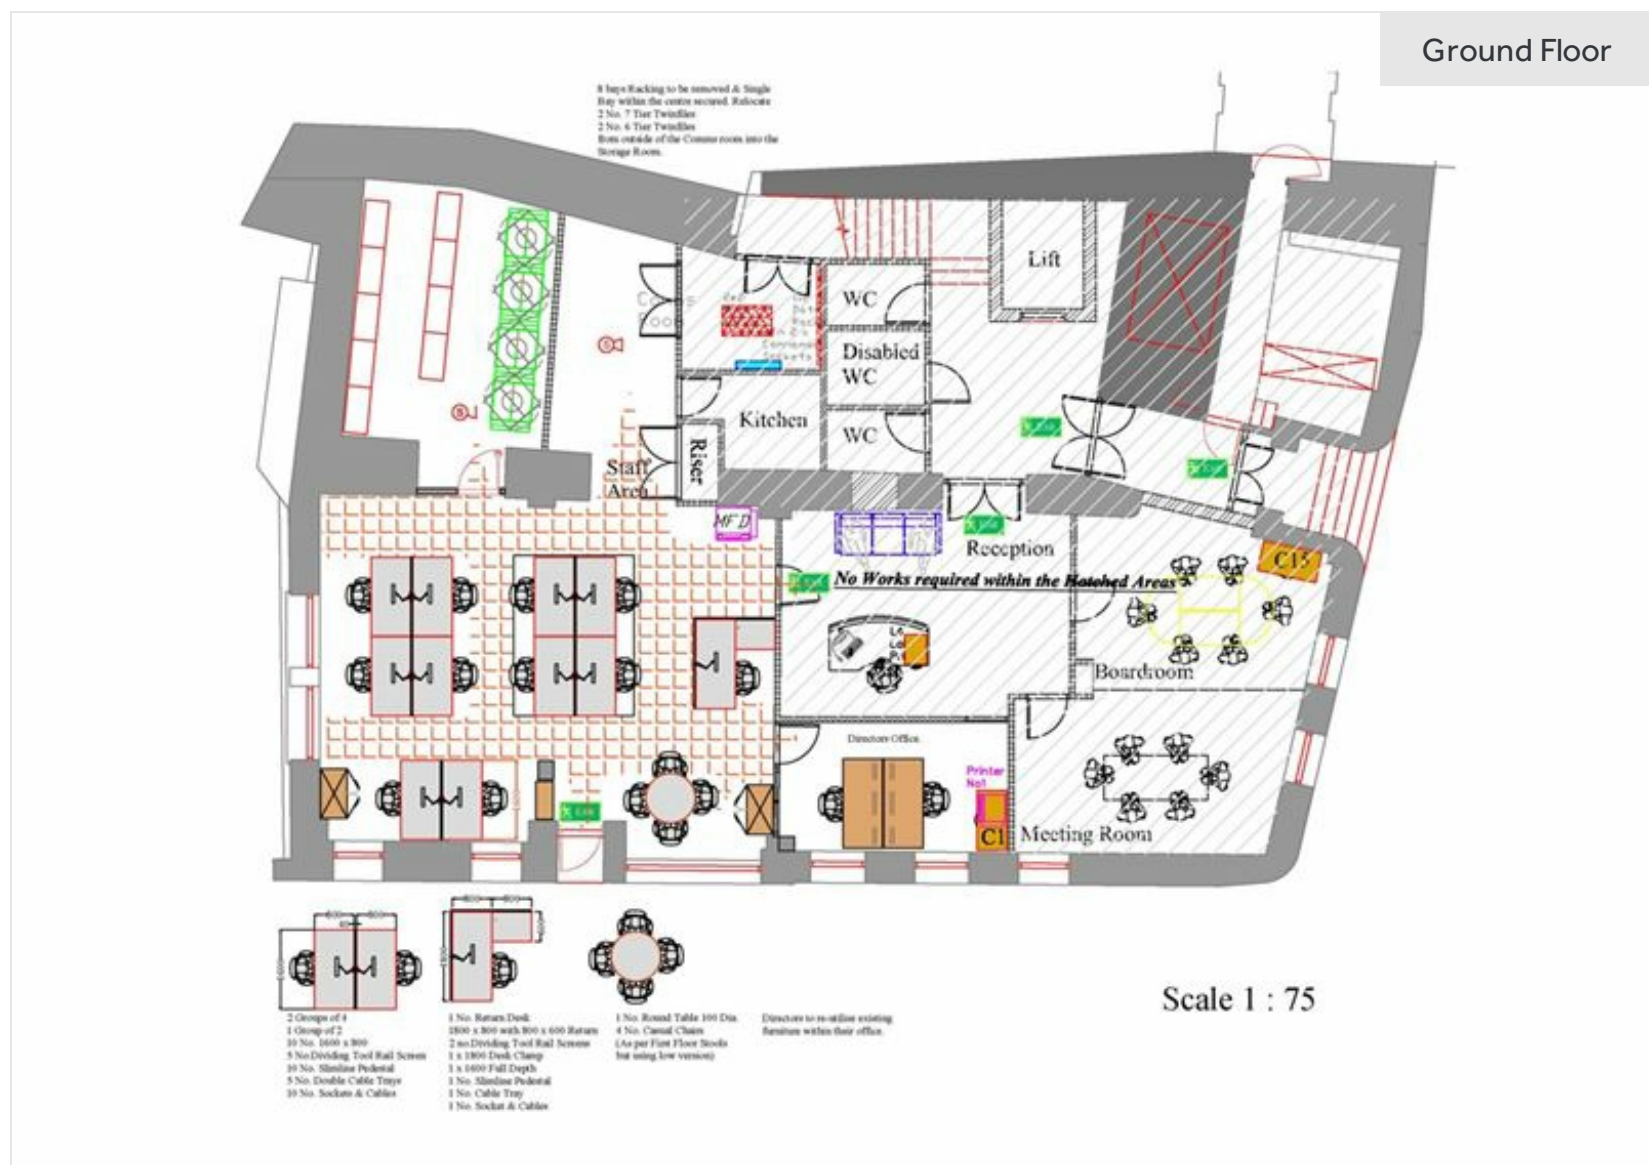 Ground Floor
8 bays Racking to be removed & Single
Bay within the centre secured. Relocate
2 No. 7 Tier Twinfiles
2 No. 6 Tier Twinfiles
from outside of the Comms room into the
Storage Room.
Lift
WC
Disabled
WC
Kitchen
WC
Riser
Staff
Area
MFD
Reception
C15
No Works required within the Hatched Areas
Boardroom
Directors Office.
Printer
No1
C1
Meeting Room
Scale 1 : 75
2 Groups of 4
1 Group of 2
10 No. 1600 x 800
5 No.Dividing Tool Rail Screen
10 No. Slimline Pedestal
5 No. Double Cable Trays
10 No. Sockets & Cables
1 No. Return Desk
1800 x 800 with 800 x 600 Return
2 no.Dividing Tool Rail Screens
1 x 1800 Desk Clamp
1 x 1600 Full Depth
1 No. Slimline Pedestal
1 No. Cable Tray
1 No. Socket & Cables
1 No. Round Table 100 Dia.
4 No. Casual Chairs
(As per First Floor Stools
but using low version)
Directors to re-utilise existing
furniture within their office.